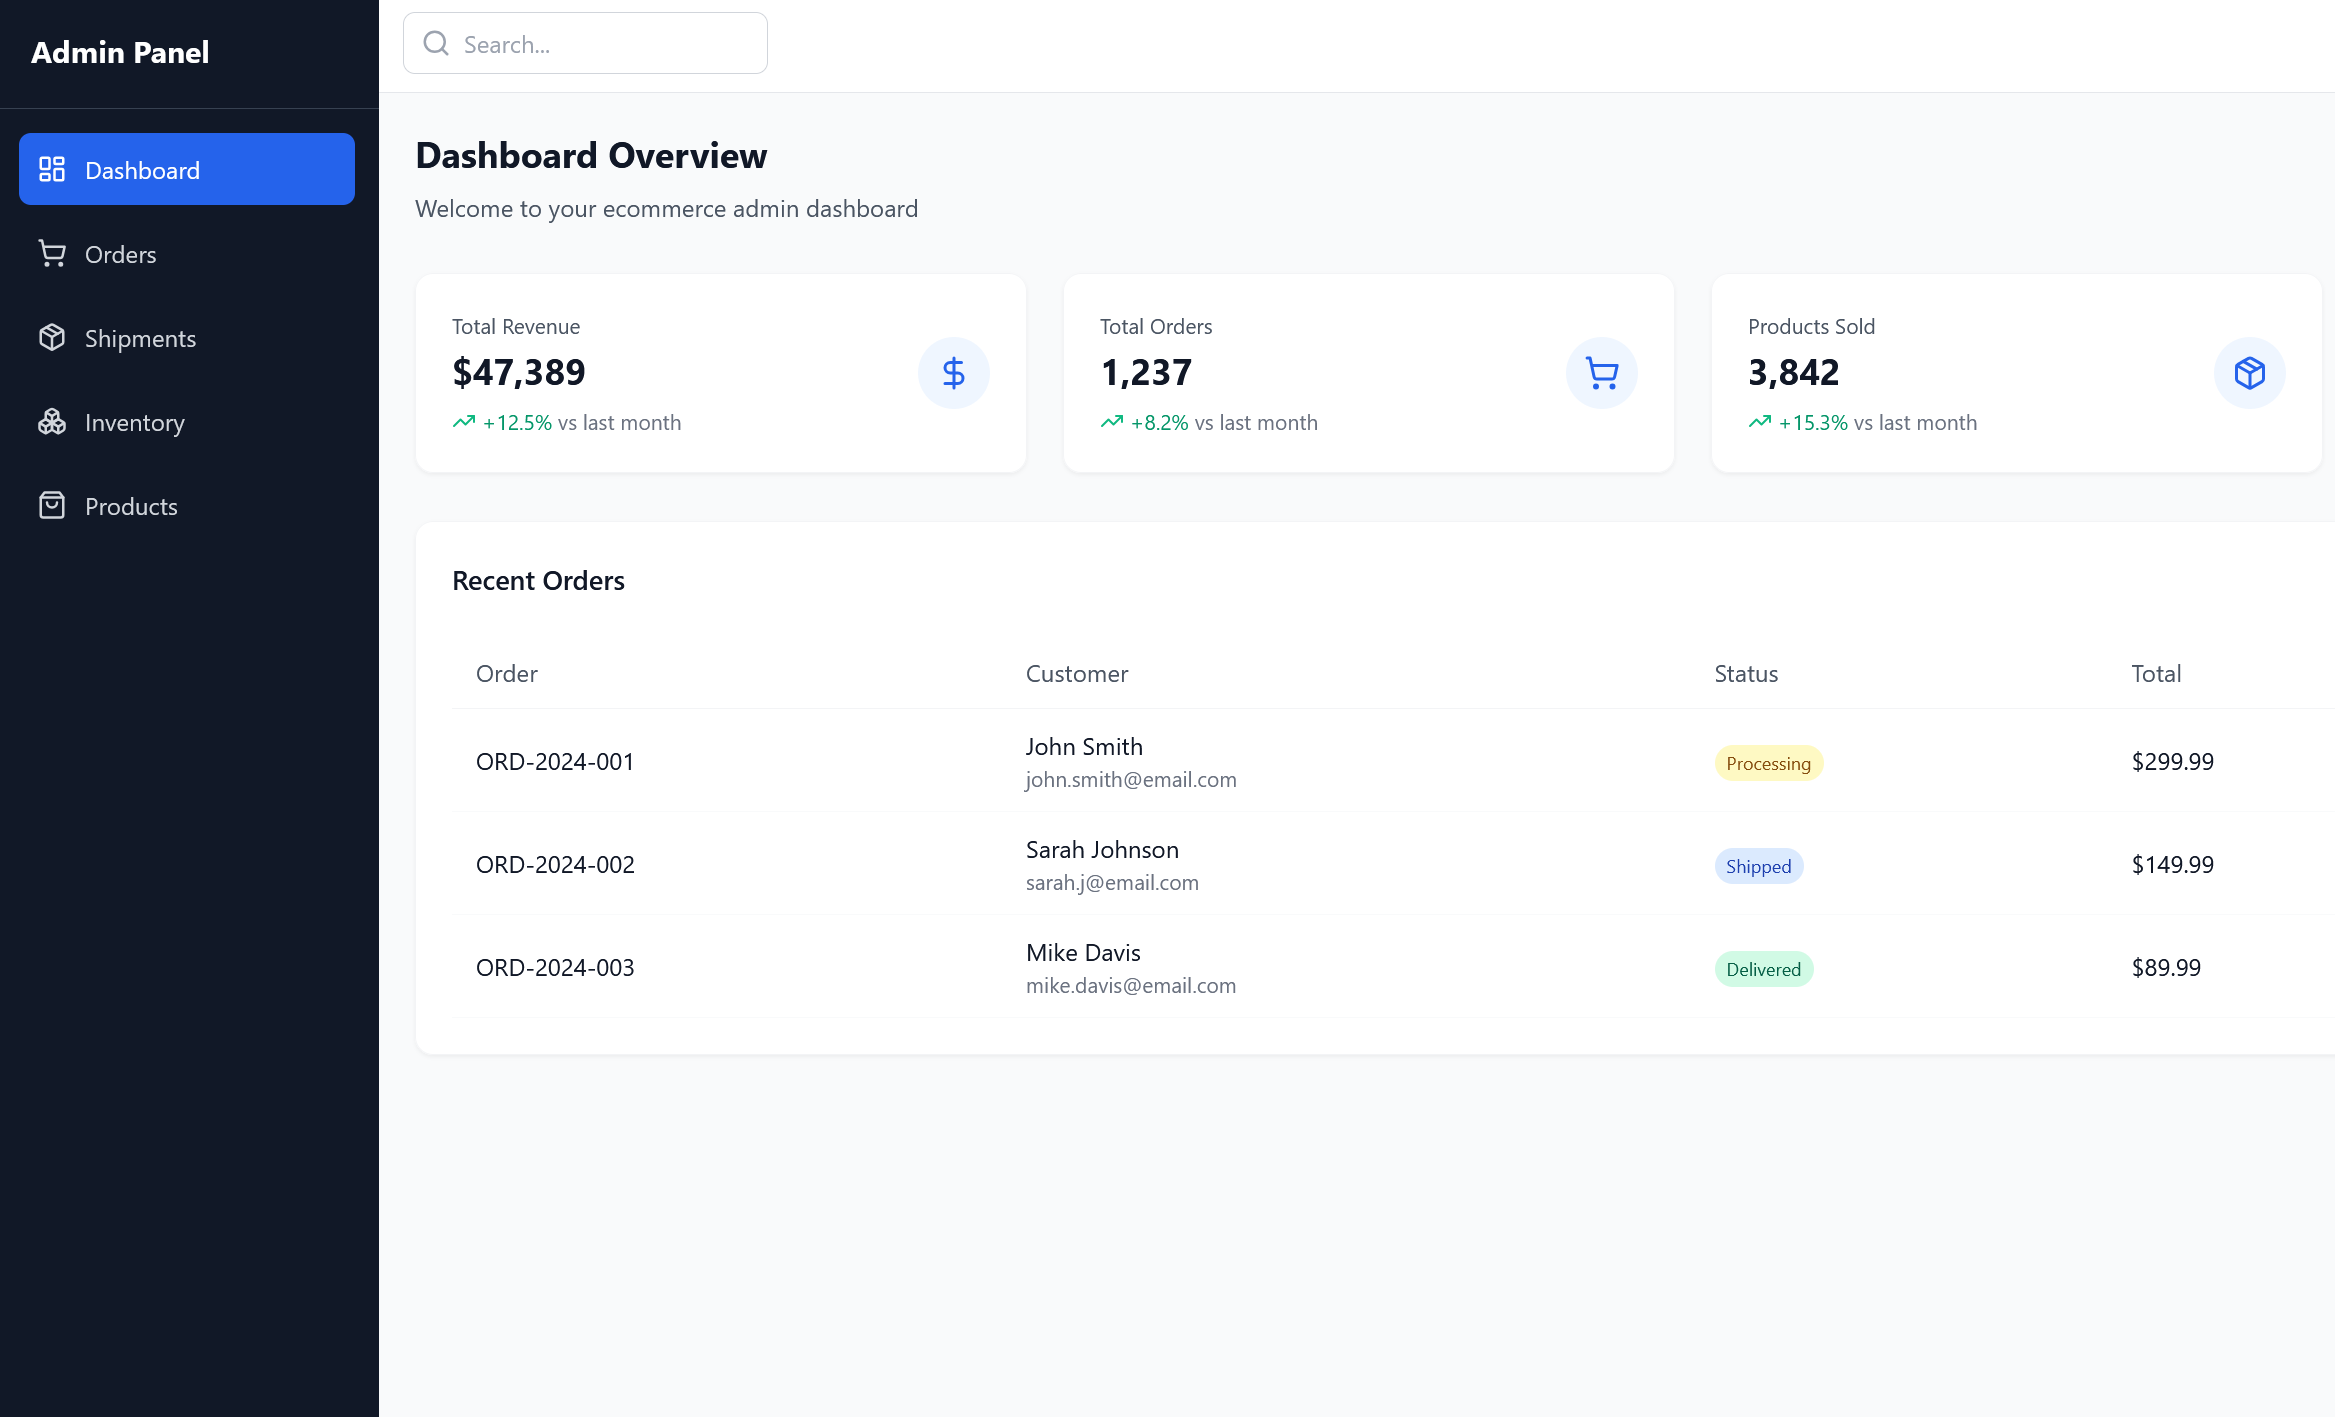 Admin Panel
Search...
Dashboard
Orders
Shipments
Inventory
Products
Dashboard Overview
Welcome to your ecommerce admin dashboard
Total Revenue
$47,389
+12.5% vs last month
Total Orders
1,237
+8.2% vs last month
Products Sold
3,842
+15.3% vs last month
Recent Orders
Order Customer Status Total
ORD-2024-001 John Smith Processing $299.99
john.smith@email.com
ORD-2024-002 Sarah Johnson Shipped $149.99
sarah.j@email.com
ORD-2024-003 Mike Davis Delivered $89.99
mike.davis@email.com